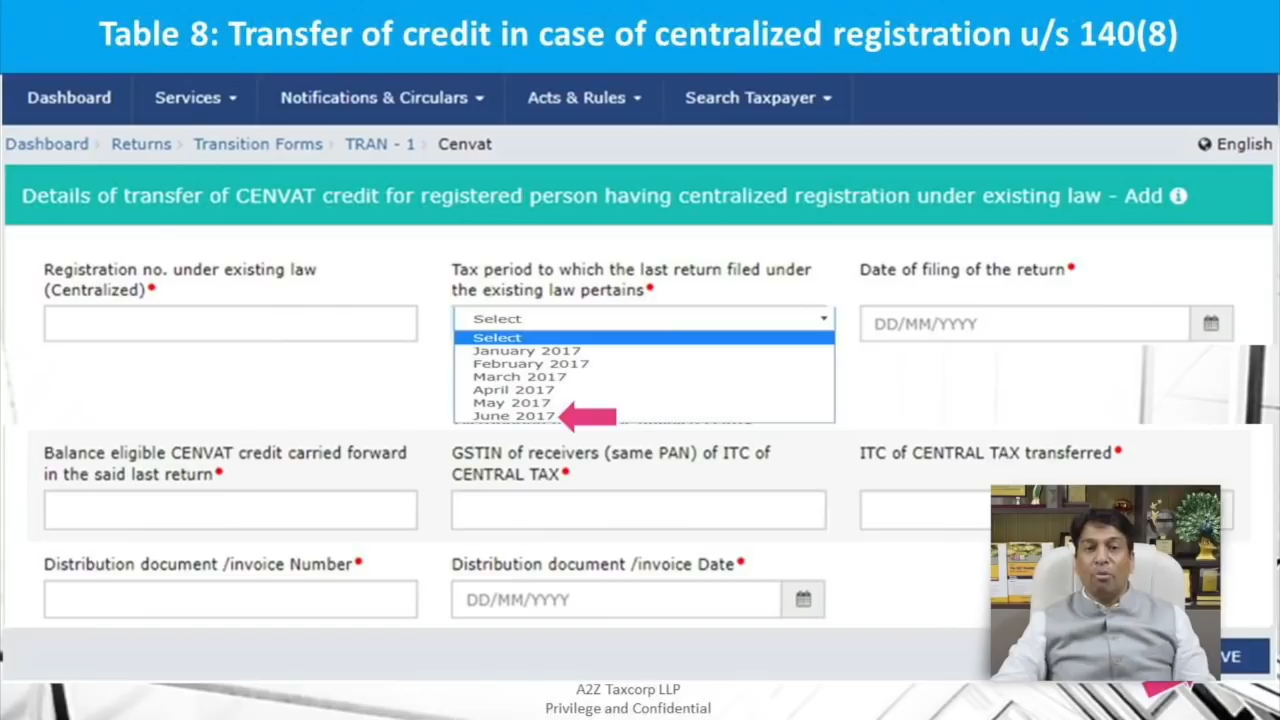 Table 8: Transfer of credit in case of centralized registration u/s 140(8)
Dashboard Services Notifications & Circulars Acts & Rules Search Taxpayer
Dashboard Returns Transition Forms TRAN - 1 Cenvat English
Details of transfer of CENVAT credit for registered person having centralized registration under existing law - Add
Registration no. under existing law
(Centralized)
Tax period to which the last return filed under
the existing law pertains
Date of filing of the return
Select
DD/MM/YYYY
Select
January 2017
February 2017
March 2017
April 2017
May 2017
June 2017
Balance eligible CENVAT credit carried forward
in the said last return
GSTIN of receivers (same PAN) of ITC of
CENTRAL TAX
ITC of CENTRAL TAX transferred
Distribution document /invoice Number
Distribution document /invoice Date
DD/MM/YYYY
A2Z Taxcorp LLP
Privilege and Confidential